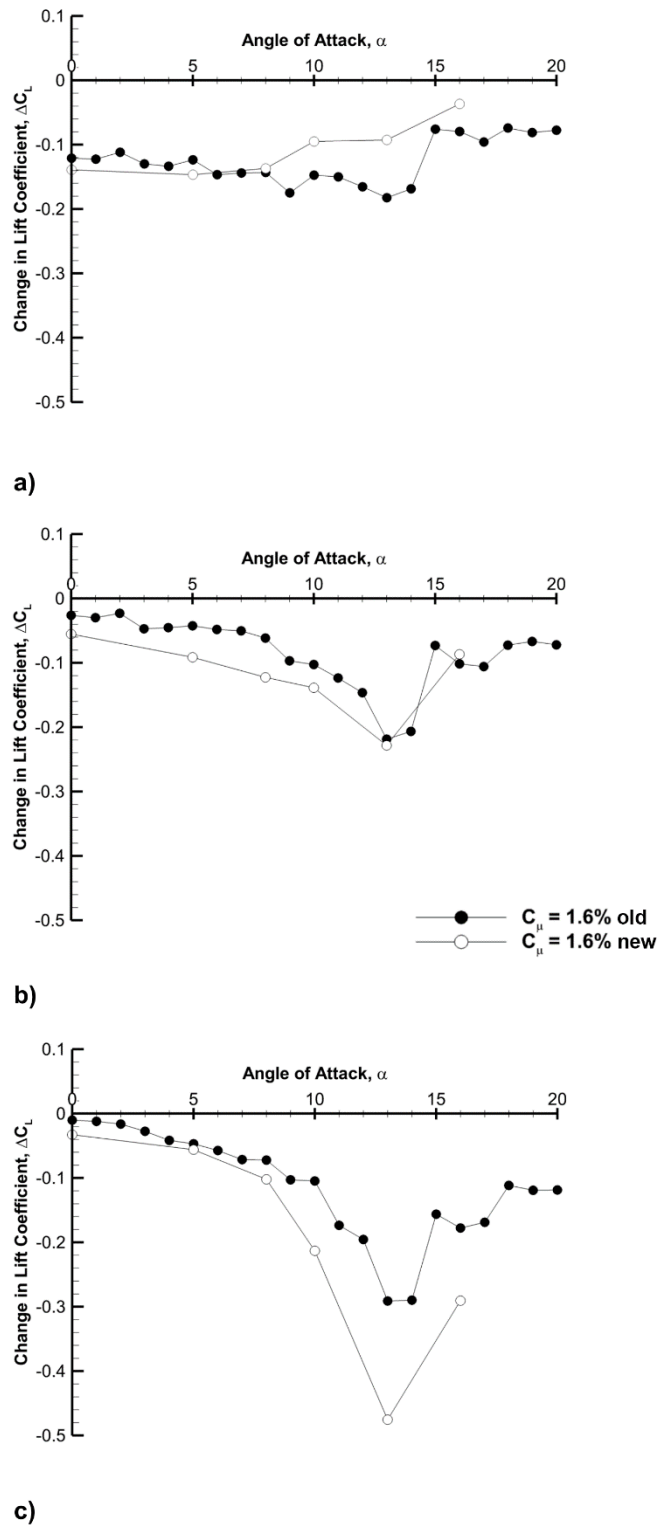 0.1
Angle of Attack, α
0 5 10 15 20
0
-0.1
-0.2
-0.3
-0.4
-0.5
Change in Lift Coefficient, ΔC_L
a)
0.1
Angle of Attack, α
0 5 10 15 20
0
-0.1
-0.2
-0.3
-0.4
-0.5
Change in Lift Coefficient, ΔC_L
C_μ = 1.6% old
C_μ = 1.6% new
b)
0.1
Angle of Attack, α
0 5 10 15 20
0
-0.1
-0.2
-0.3
-0.4
-0.5
Change in Lift Coefficient, ΔC_L
c)